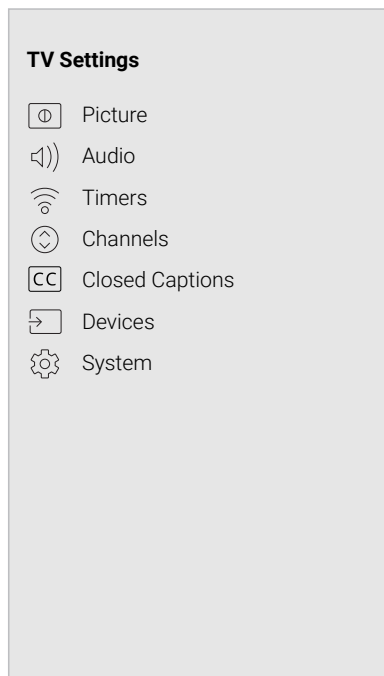 TV Settings
Picture
Audio
Timers
Channels
CC Closed Captions
Devices
System